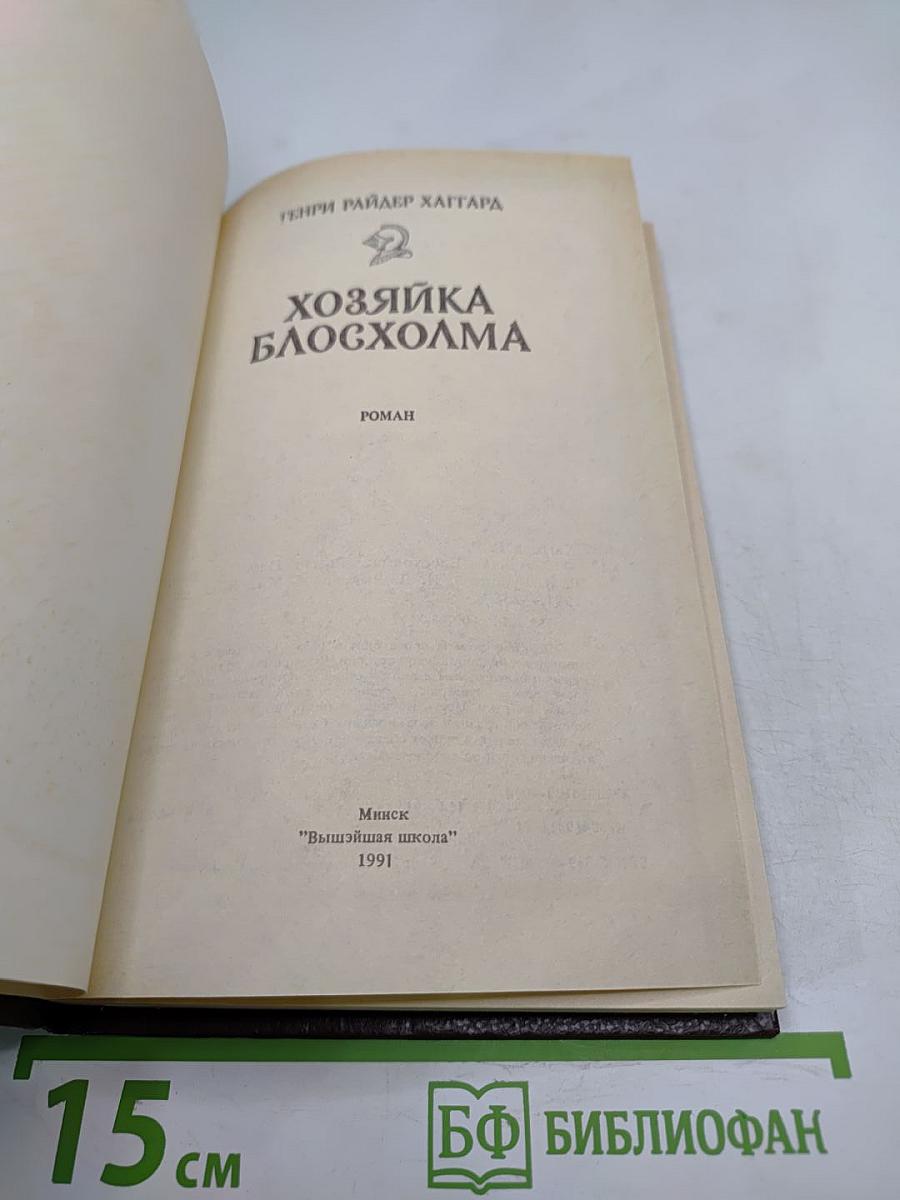 ГЕНРИ РАЙДЕР ХАГГАРД
ХОЗЯЙКА
БЛОСХОЛМА
РОМАН
Минск
"Вышэйшая школа"
1991
15 см
БФ БИБЛИОФАН